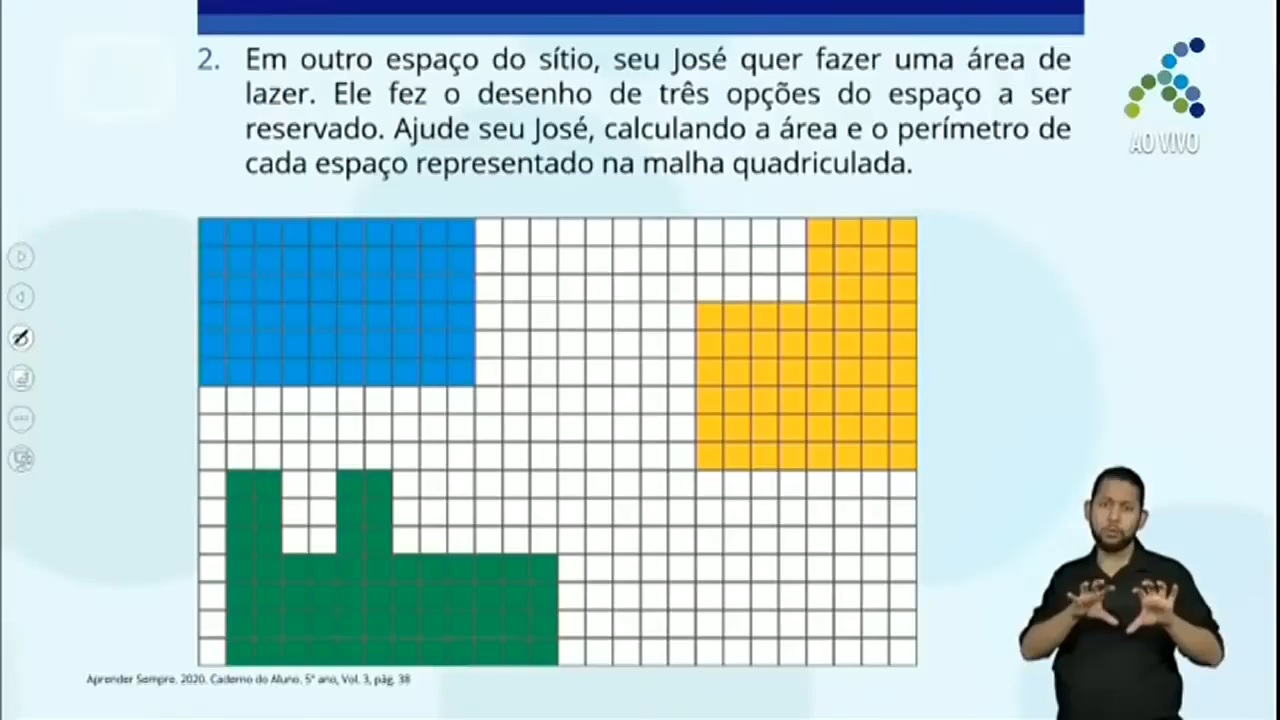 2. Em outro espaço do sítio, seu José quer fazer uma área de
lazer. Ele fez o desenho de três opções do espaço a ser
reservado. Ajude seu José, calculando a área e o perímetro de
cada espaço representado na malha quadriculada.
AO VIVO
Aprender Sempre. 2020. Caderno do Aluno. 5º ano, Vol. 3, pág. 38